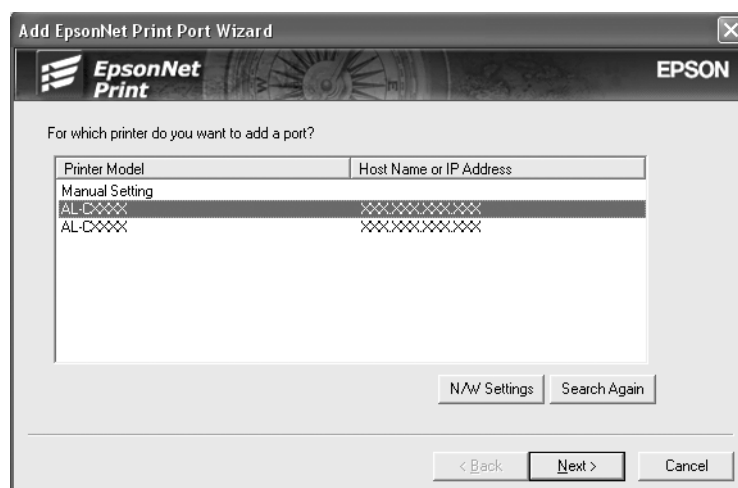 Add EpsonNet Print Port Wizard
EpsonNet
Print
EPSON
For which printer do you want to add a port?
Printer Model Host Name or IP Address
Manual Setting
AL-CXXXX XXX.XXX.XXX.XXX
AL-CXXXX XXX.XXX.XXX.XXX
N/W Settings Search Again
< Back Next > Cancel